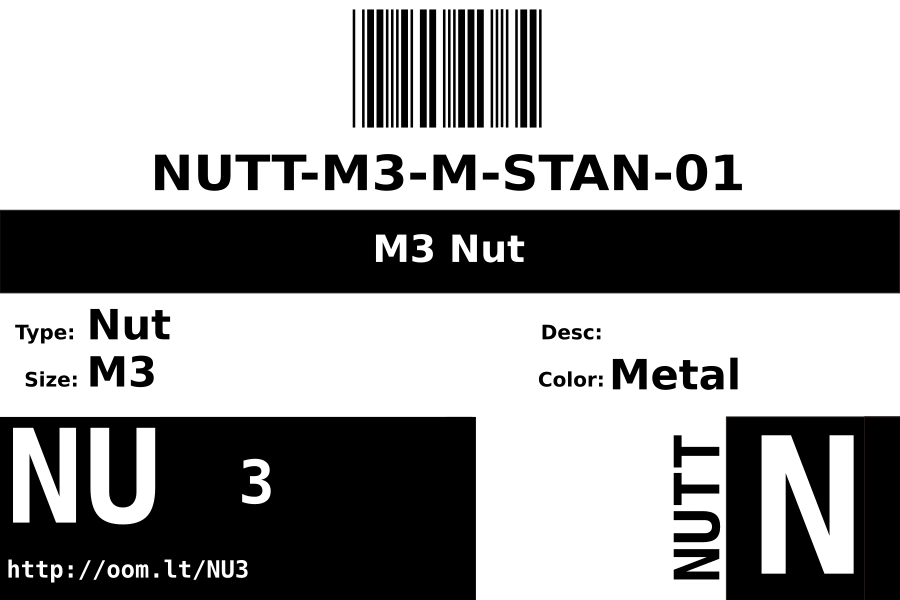 NUTT-M3-M-STAN-01
M3 Nut
Type: Nut
Desc:
Size: M3
Color: Metal
NU 3
http://oom.lt/NU3
NUTT
N